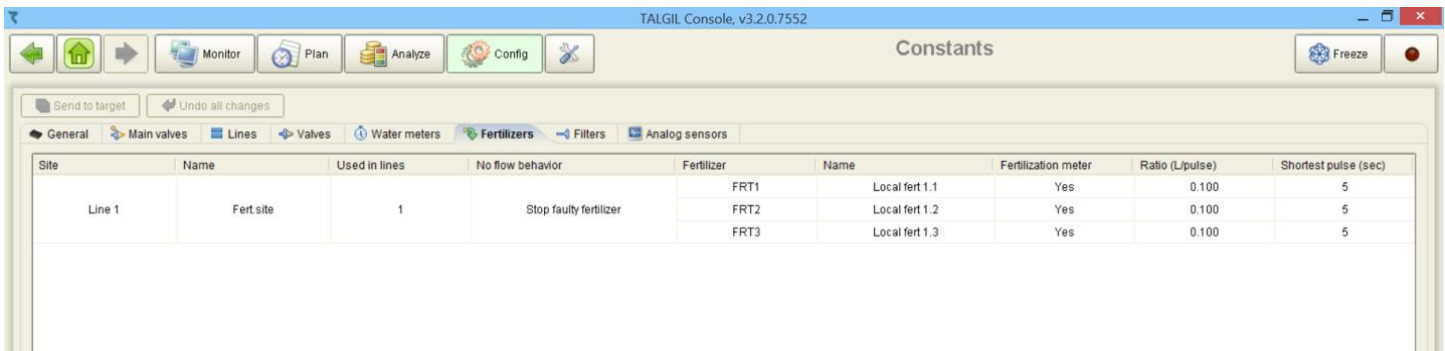 TALGIL Console, v3.2.0.7552
Monitor Plan Analyze Config Constants Freeze
Send to target Undo all changes
General Main valves Lines Valves Water meters Fertilizers Filters Analog sensors
Site Name Used in lines No flow behavior Fertilizer Name Fertilization meter Ratio (L/pulse) Shortest pulse (sec)
FRT1 Local fert 1.1 Yes 0.100 5
Line 1 Fert.site 1 Stop faulty fertilizer FRT2 Local fert 1.2 Yes 0.100 5
FRT3 Local fert 1.3 Yes 0.100 5